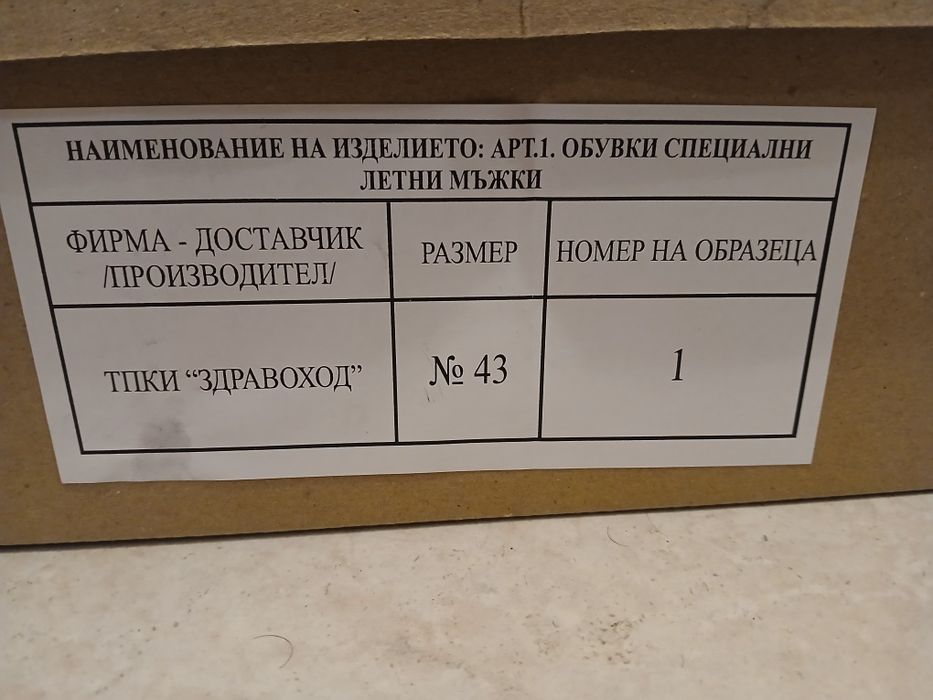 НАИМЕНОВАНИЕ НА ИЗДЕЛИЕТО: АРТ.1. ОБУВКИ СПЕЦИАЛНИ
ЛЕТНИ МЪЖКИ
ФИРМА - ДОСТАВЧИК
/ПРОИЗВОДИТЕЛ/
РАЗМЕР
НОМЕР НА ОБРАЗЕЦА
ТПКИ “ЗДРАВОХОД”
№ 43
1